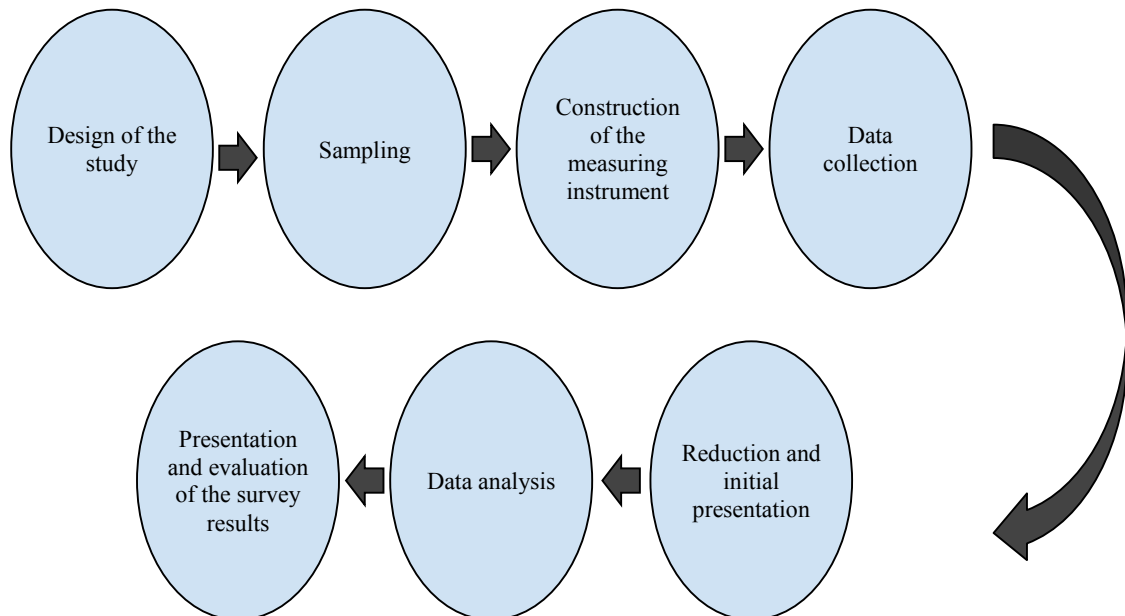 Design of the
study
Sampling
Construction
of the
measuring
instrument
Data
collection
Reduction and
initial
presentation
Data analysis
Presentation
and evaluation
of the survey
results